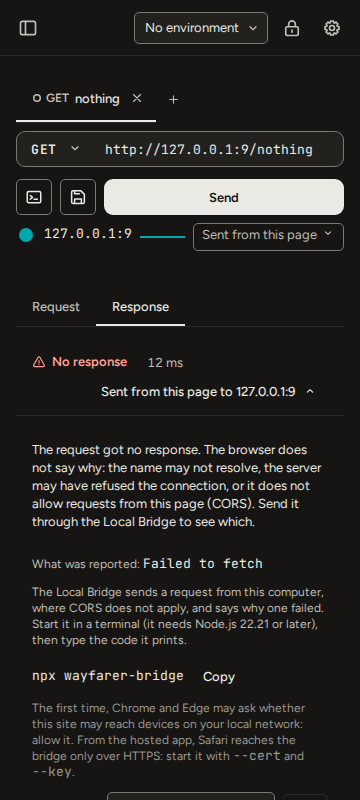 No environment
GET nothing
GET http://127.0.0.1:9/nothing
Send
127.0.0.1:9 Sent from this page
Request Response
No response 12 ms
Sent from this page to 127.0.0.1:9
The request got no response. The browser does
not say why: the name may not resolve, the server
may have refused the connection, or it does not
allow requests from this page (CORS). Send it
through the Local Bridge to see which.
What was reported: Failed to fetch
The Local Bridge sends a request from this computer,
where CORS does not apply, and says why one failed.
Start it in a terminal (it needs Node.js 22.21 or later),
then type the code it prints.
npx wayfarer-bridge Copy
The first time, Chrome and Edge may ask whether
this site may reach devices on your local network:
allow it. From the hosted app, Safari reaches the
bridge only over HTTPS: start it with --cert and
--key.